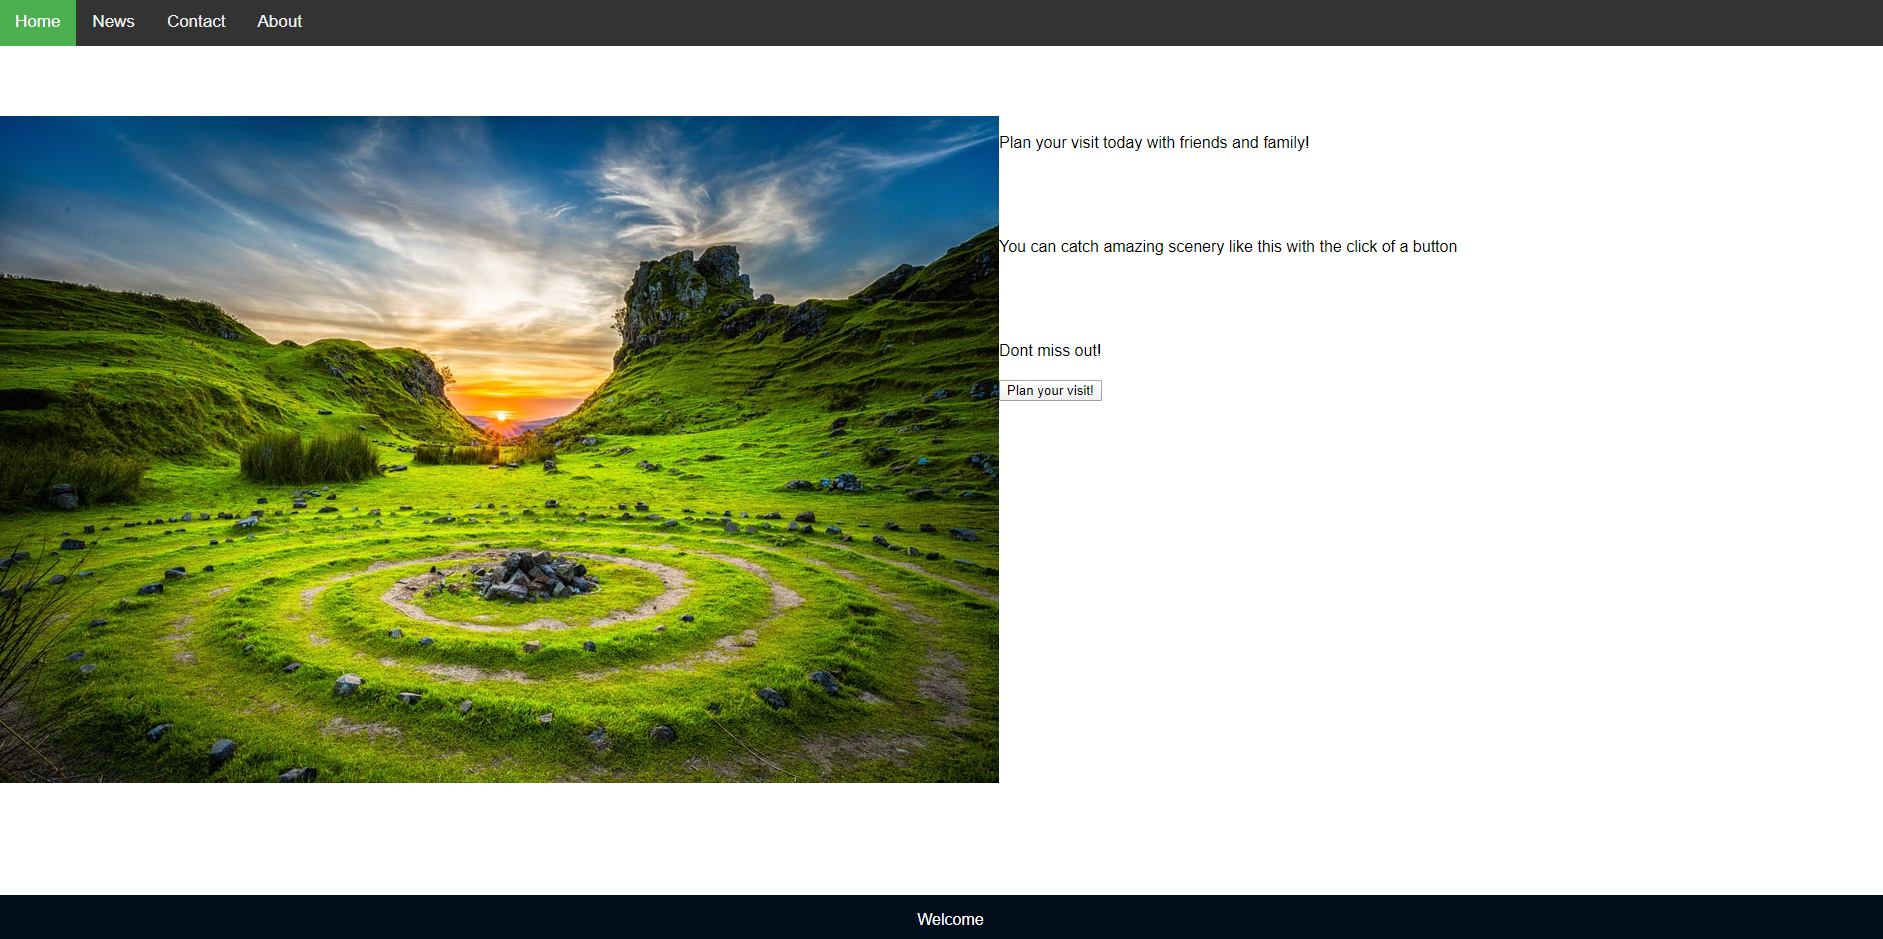 Home News Contact About
Plan your visit today with friends and family!
You can catch amazing scenery like this with the click of a button
Dont miss out!
Plan your visit!
Welcome